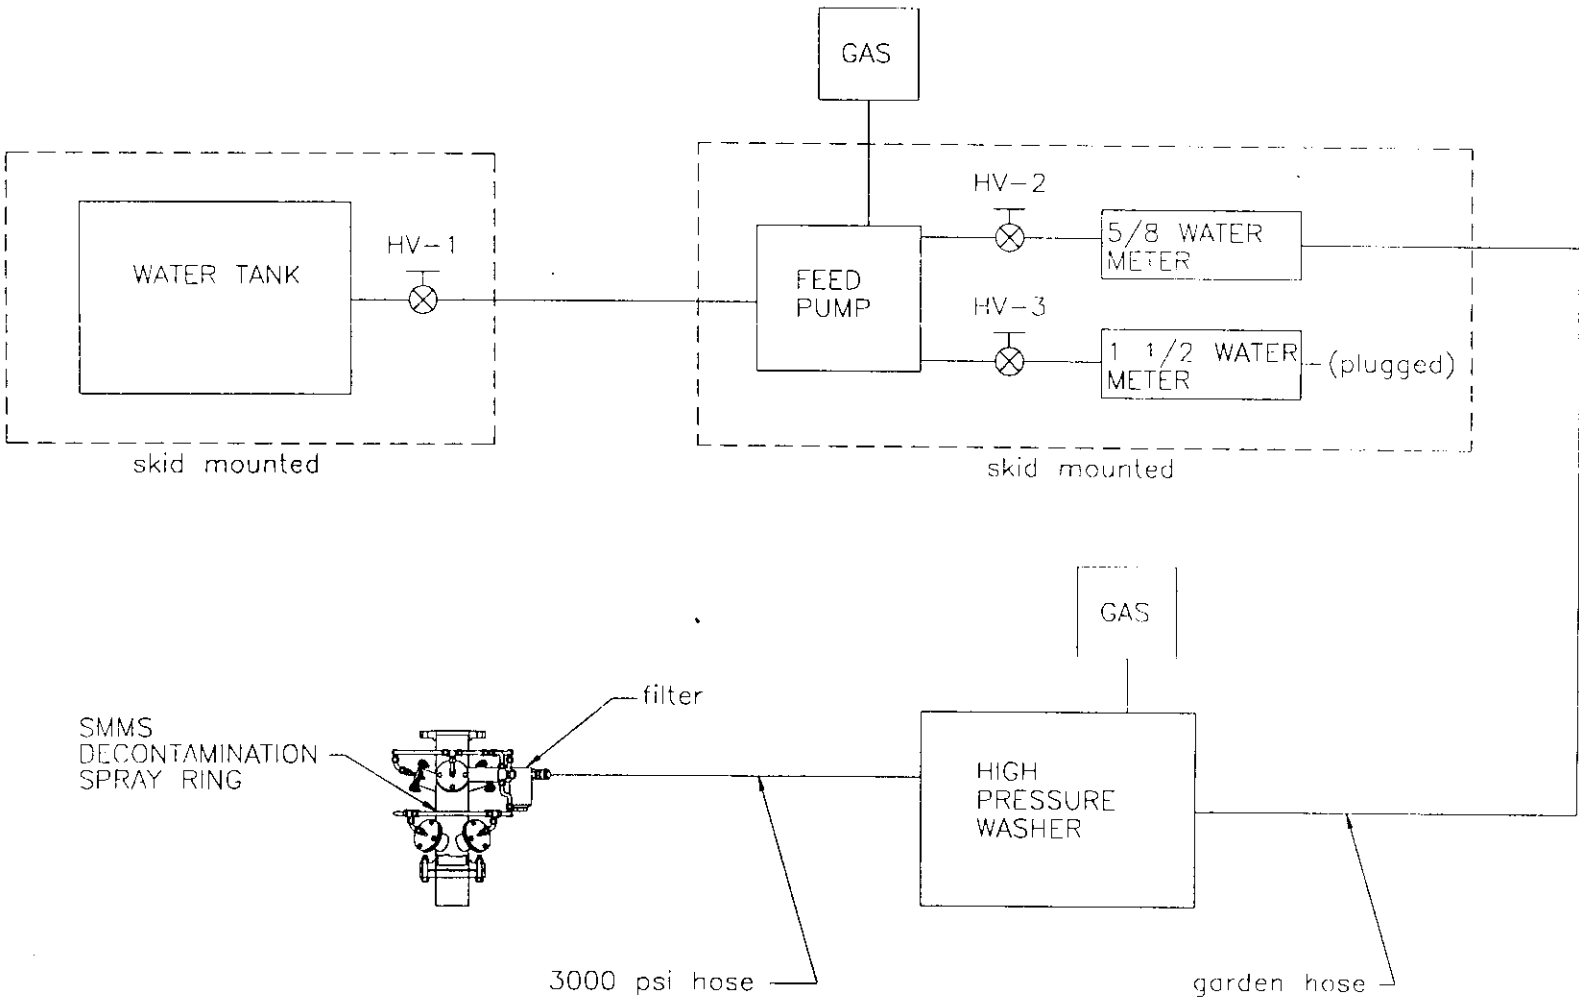 GAS
HV-2
HV-1
5/8 WATER
METER
WATER TANK
FEED
PUMP
HV-3
1 1/2 WATER
METER
(plugged)
skid mounted
skid mounted
GAS
filter
SMMS
DECONTAMINATION
SPRAY RING
HIGH
PRESSURE
WASHER
3000 psi hose
garden hose